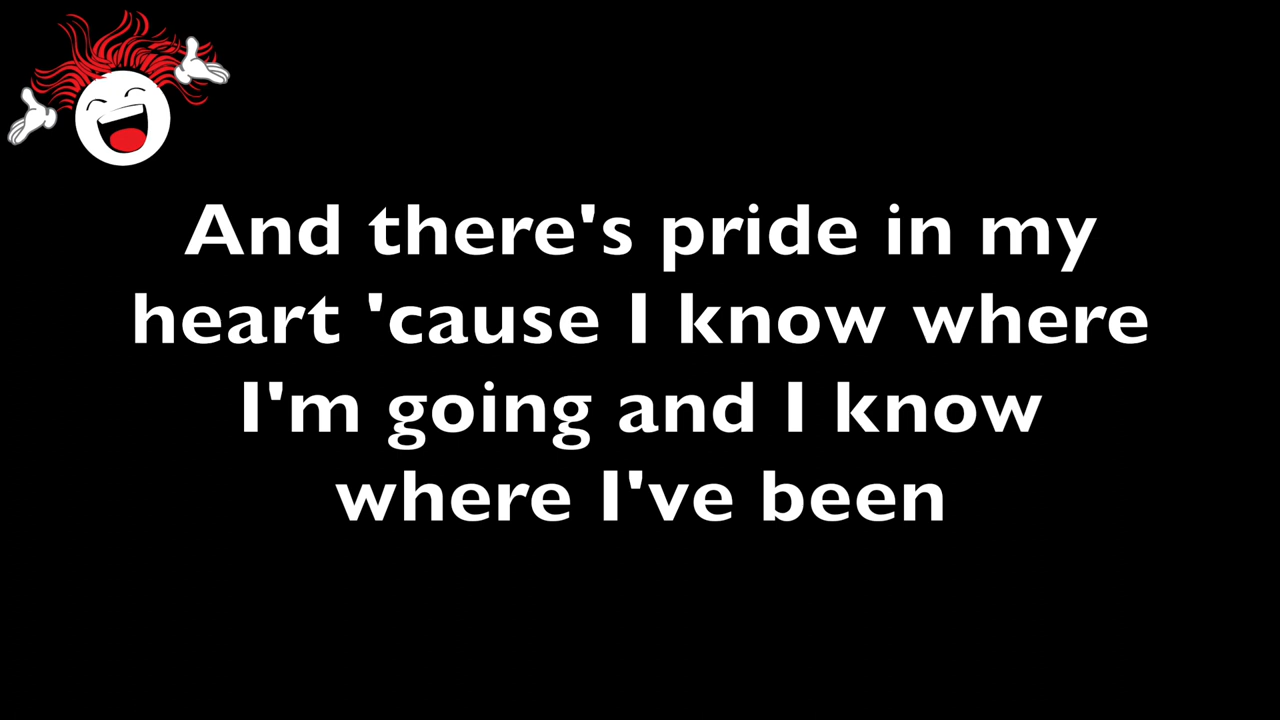 And there's pride in my
heart 'cause I know where
I'm going and I know
where I've been